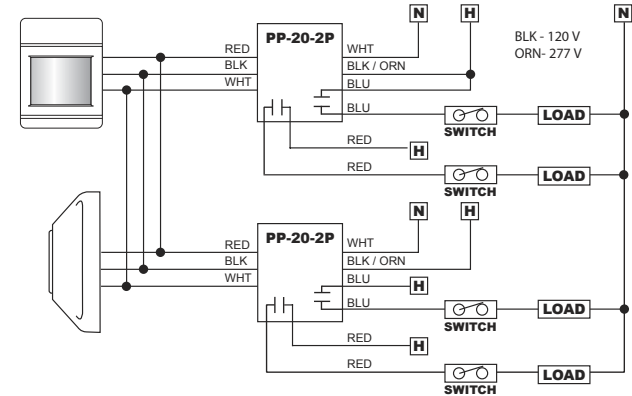 N H N
BLK - 120 V
ORN- 277 V
PP-20-2P
RED WHT
BLK BLK / ORN
WHT BLU
BLU
SWITCH LOAD
RED H
RED
SWITCH LOAD
N H
PP-20-2P
RED WHT
BLK BLK / ORN
WHT BLU H
BLU
SWITCH LOAD
RED H
RED
SWITCH LOAD